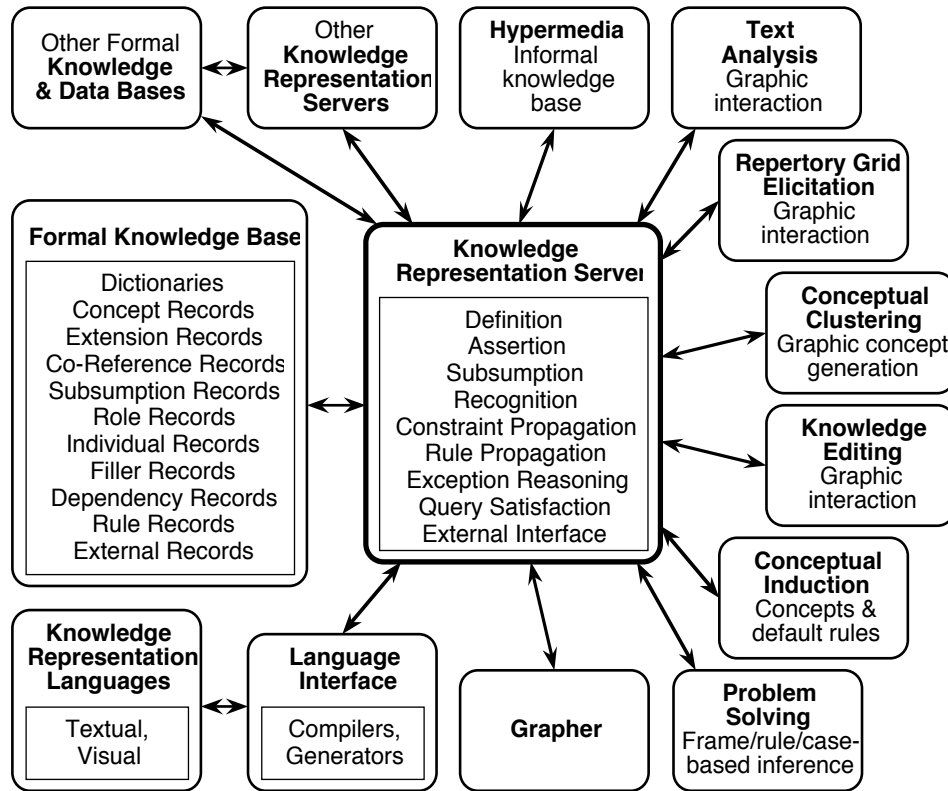 Other Formal
Knowledge
& Data Bases
Other
Knowledge
Representation
Servers
Hypermedia
Informal
knowledge
base
Text
Analysis
Graphic
interaction
Repertory Grid
Elicitation
Graphic
interaction
Formal Knowledge Base
Dictionaries
Concept Records
Extension Records
Co-Reference Records
Subsumption Records
Role Records
Individual Records
Filler Records
Dependency Records
Rule Records
External Records
Knowledge
Representation Server
Definition
Assertion
Subsumption
Recognition
Constraint Propagation
Rule Propagation
Exception Reasoning
Query Satisfaction
External Interface
Conceptual
Clustering
Graphic concept
generation
Knowledge
Editing
Graphic
interaction
Conceptual
Induction
Concepts &
default rules
Knowledge
Representation
Languages
Textual,
Visual
Language
Interface
Compilers,
Generators
Grapher
Problem
Solving
Frame/rule/case-
based inference